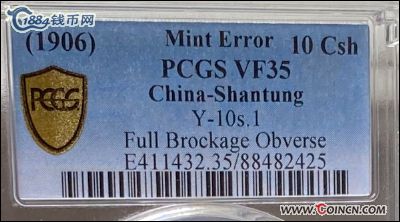 1884钱币网
(1906) Mint Error 10 Csh
PCGS VF35
PCGS
China-Shantung
Y-10s.1
Full Brockage Obverse
E411432.35/88482425
www.COINCN.COM